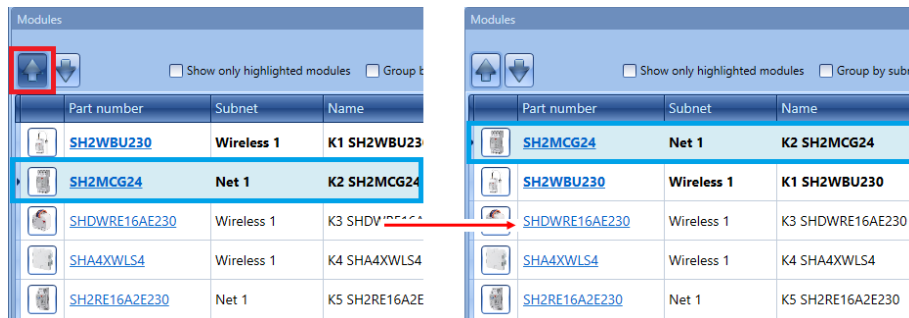 Modules
Show only highlighted modules Group b
Part number Subnet Name
SH2WBU230 Wireless 1 K1 SH2WBU23
SH2MCG24 Net 1 K2 SH2MCG24
SHDWRE16AE230 Wireless 1 K3
SHA4XWLS4 Wireless 1 K4 SHA4XWLS4
SH2RE16A2E230 Net 1 K5 SH2RE16A2E
Modules
Show only highlighted modules Group by subn
Part number Subnet Name
SH2MCG24 Net 1 K2 SH2MCG24
SH2WBU230 Wireless 1 K1 SH2WBU230
SHDWRE16AE230 Wireless 1 K3 SHDWRE16AE230
SHA4XWLS4 Wireless 1 K4 SHA4XWLS4
SH2RE16A2E230 Net 1 K5 SH2RE16A2E230